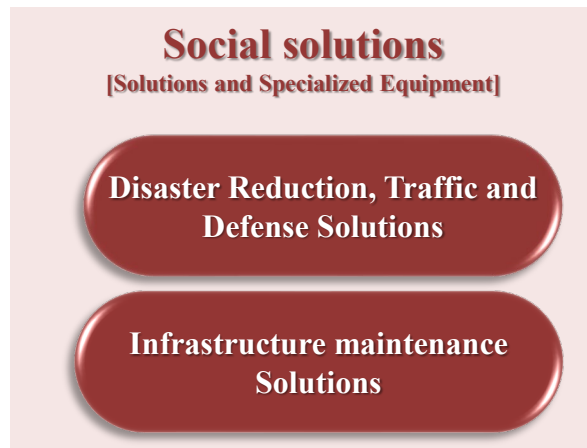 Social solutions
[Solutions and Specialized Equipment]
Disaster Reduction, Traffic and
Defense Solutions
Infrastructure maintenance
Solutions